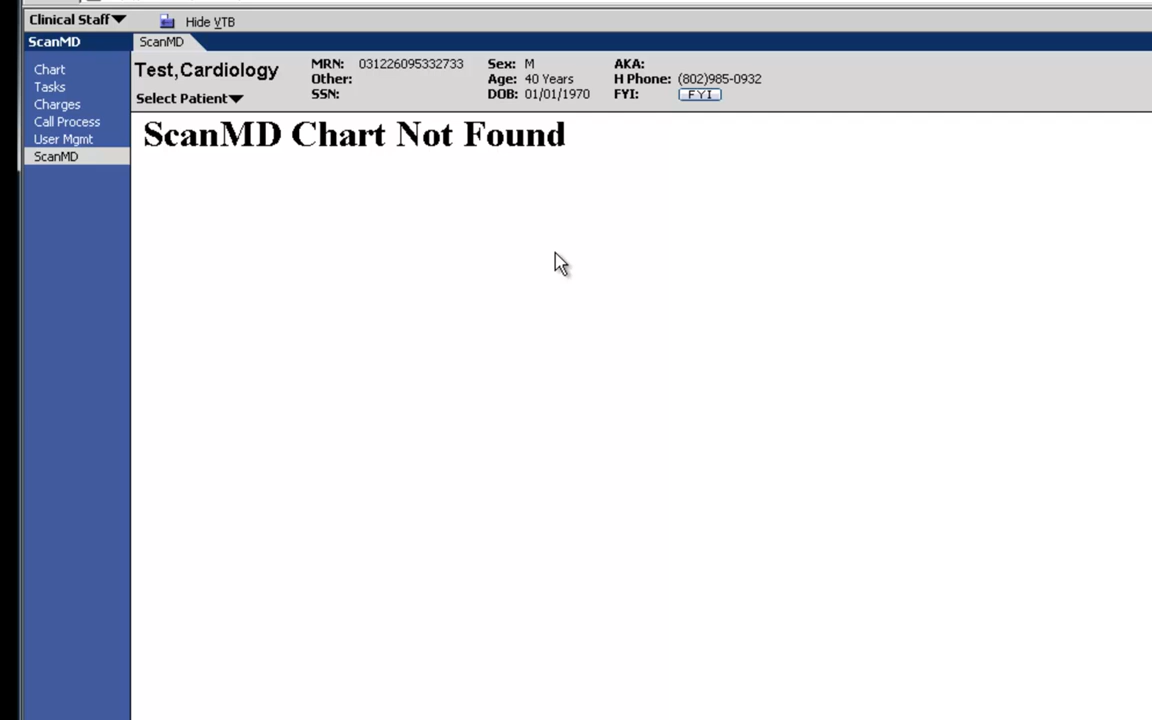 Clinical Staff Hide VTB
ScanMD ScanMD
Chart
Tasks
Charges
Call Process
User Mgmt
ScanMD
Test,Cardiology
Select Patient
MRN: 031226095332733
Other:
SSN:
Sex: M
Age: 40 Years
DOB: 01/01/1970
AKA:
H Phone: (802)985-0932
FYI: FYI
ScanMD Chart Not Found